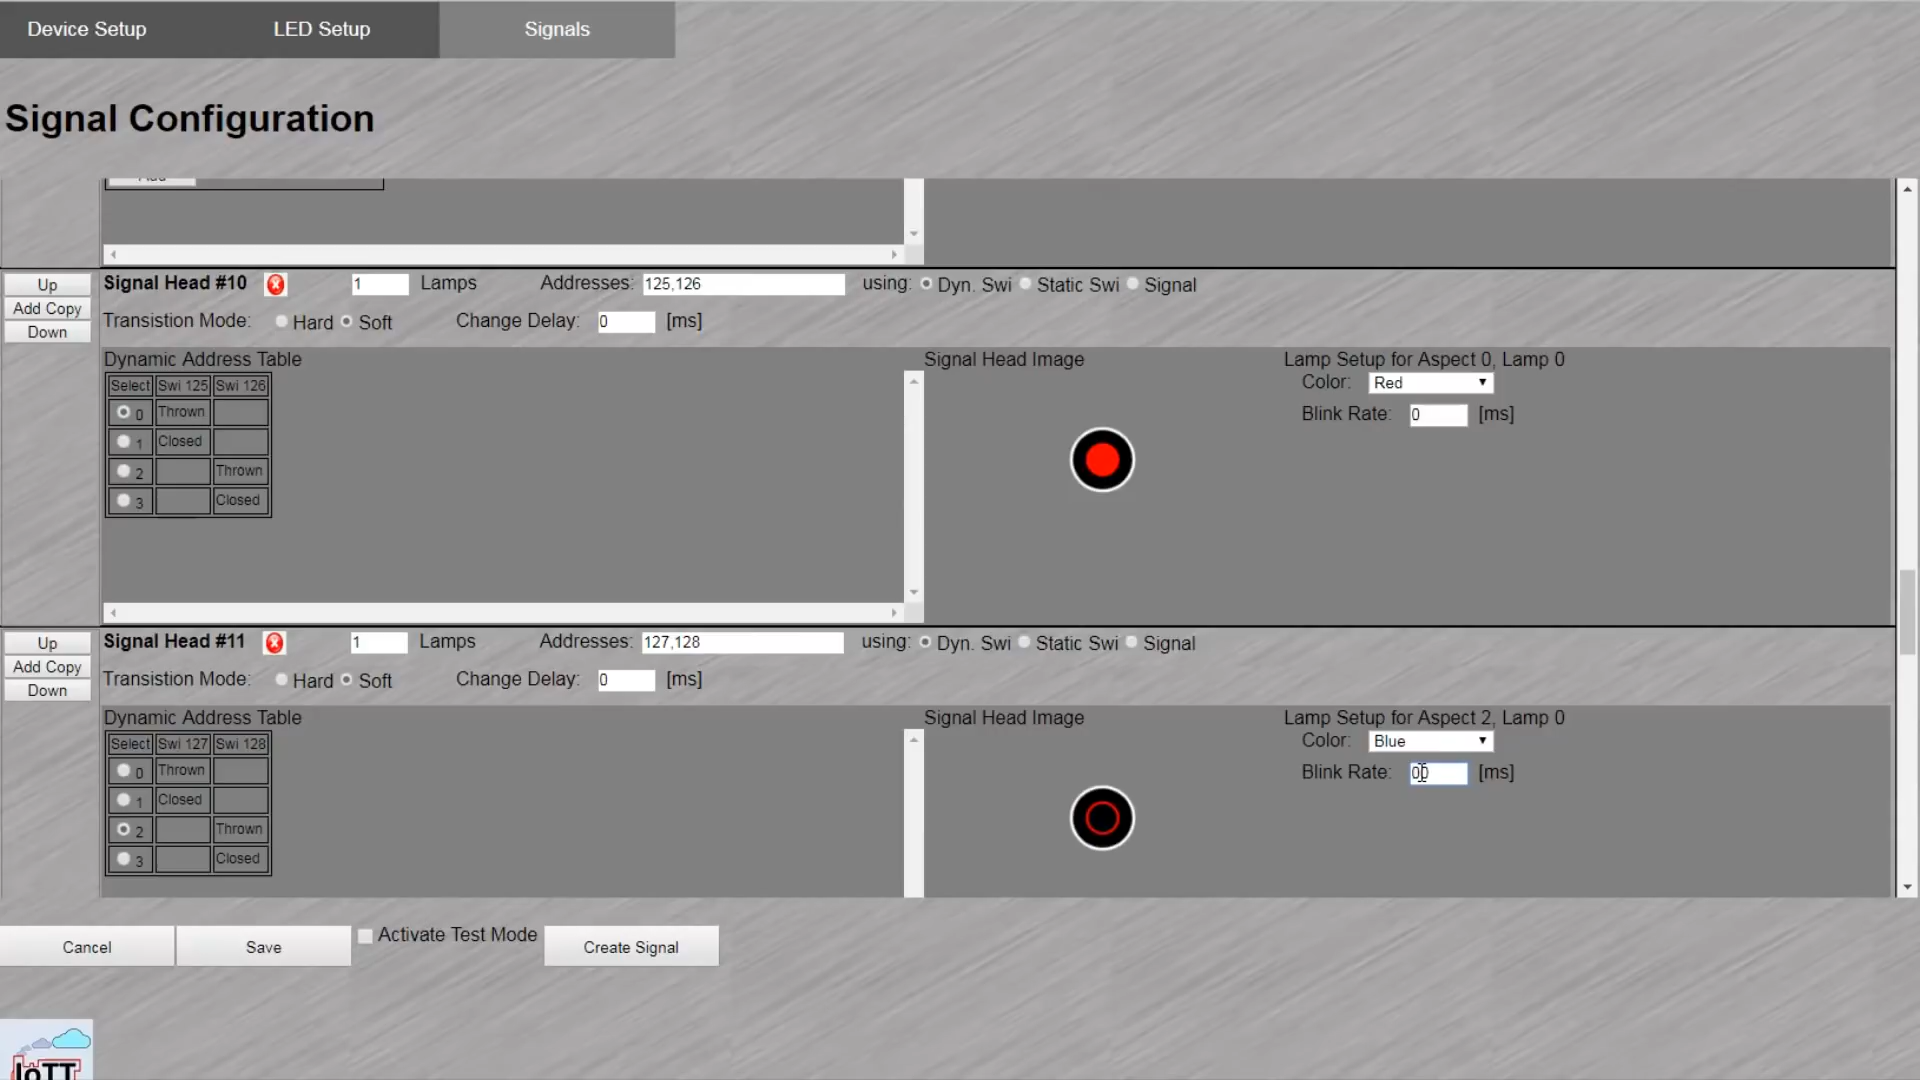 Device Setup LED Setup Signals
Signal Configuration
Add
Up Signal Head #10 1 Lamps Addresses: 125,126 using: Dyn. Swi Static Swi Signal
Add Copy
Transistion Mode: Hard Soft Change Delay: 0 [ms]
Down
Dynamic Address Table Signal Head Image Lamp Setup for Aspect 0, Lamp 0
Select Swi 125 Swi 126 Color: Red
0 Thrown Blink Rate: 0 [ms]
1 Closed
2 Thrown
3 Closed
Up Signal Head #11 1 Lamps Addresses: 127,128 using: Dyn. Swi Static Swi Signal
Add Copy
Transistion Mode: Hard Soft Change Delay: 0 [ms]
Down
Dynamic Address Table Signal Head Image Lamp Setup for Aspect 2, Lamp 0
Select Swi 127 Swi 128 Color: Blue
0 Thrown Blink Rate: 00 [ms]
1 Closed
2 Thrown
3 Closed
Cancel Save Activate Test Mode Create Signal
IoTT